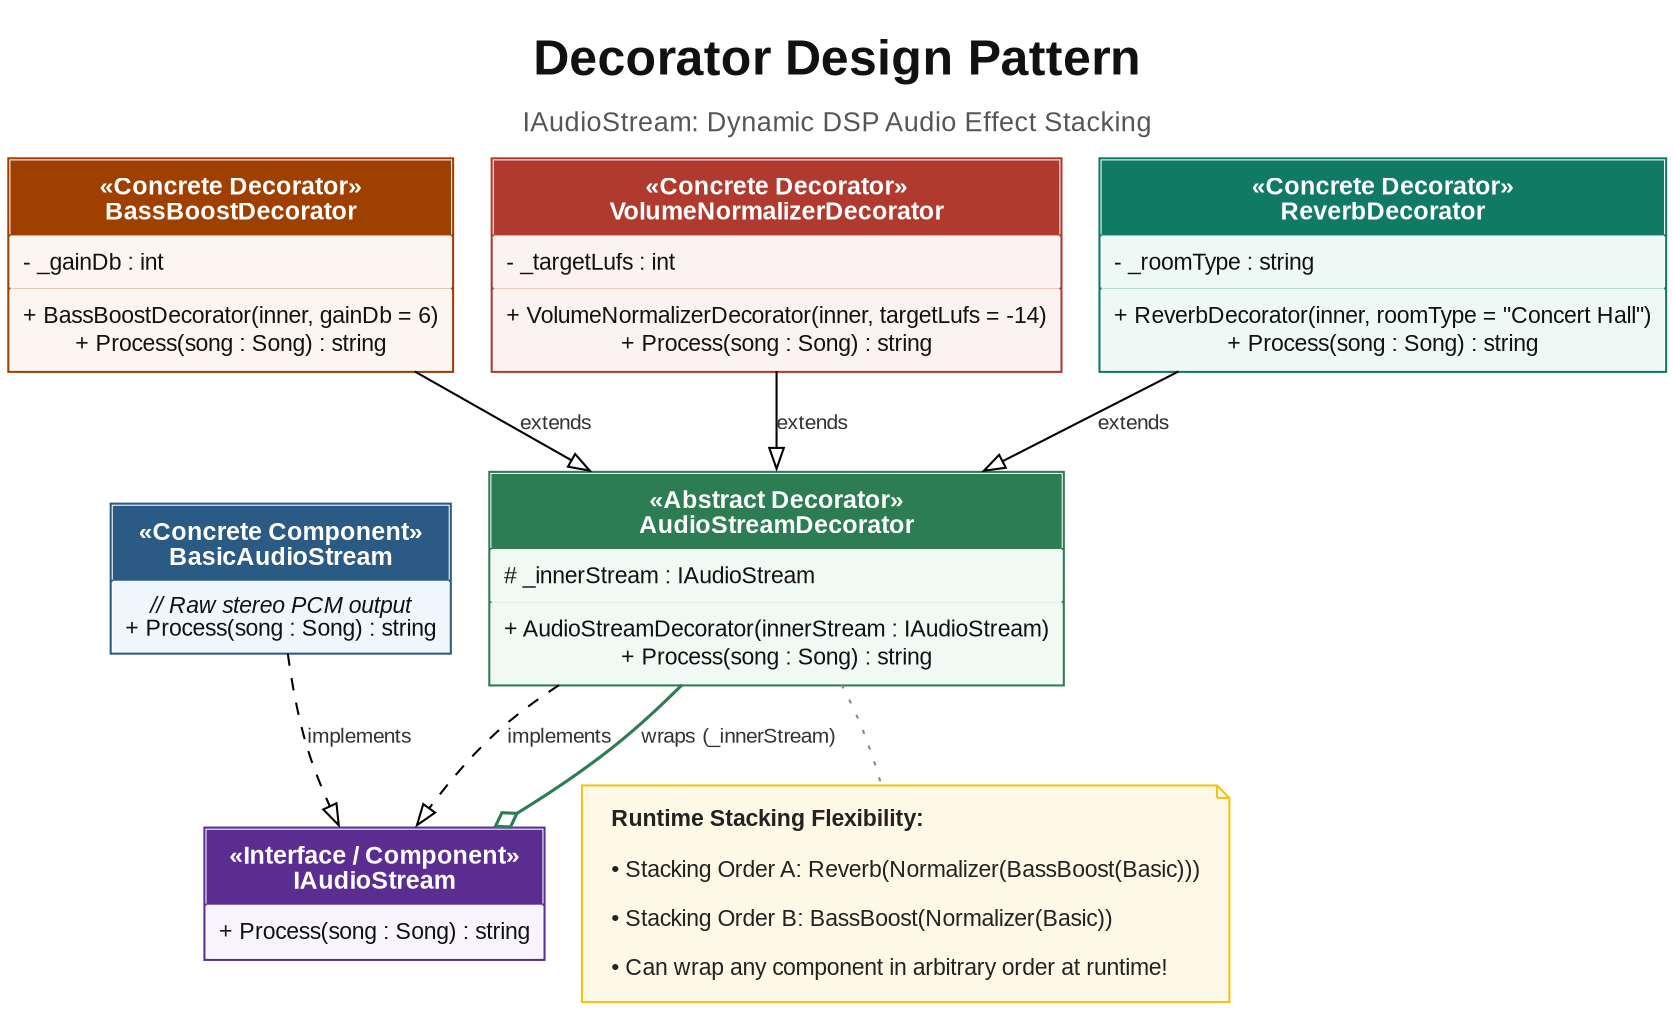 Decorator Design Pattern
IAudioStream: Dynamic DSP Audio Effect Stacking
«Concrete Decorator»
BassBoostDecorator
- _gainDb : int
+ BassBoostDecorator(inner, gainDb = 6)
+ Process(song : Song) : string
«Concrete Decorator»
VolumeNormalizerDecorator
- _targetLufs : int
+ VolumeNormalizerDecorator(inner, targetLufs = -14)
+ Process(song : Song) : string
«Concrete Decorator»
ReverbDecorator
- _roomType : string
+ ReverbDecorator(inner, roomType = "Concert Hall")
+ Process(song : Song) : string
extends
extends
extends
«Concrete Component»
BasicAudioStream
// Raw stereo PCM output
+ Process(song : Song) : string
«Abstract Decorator»
AudioStreamDecorator
# _innerStream : IAudioStream
+ AudioStreamDecorator(innerStream : IAudioStream)
+ Process(song : Song) : string
implements
implements
wraps (_innerStream)
«Interface / Component»
IAudioStream
+ Process(song : Song) : string
Runtime Stacking Flexibility:
• Stacking Order A: Reverb(Normalizer(BassBoost(Basic)))
• Stacking Order B: BassBoost(Normalizer(Basic))
• Can wrap any component in arbitrary order at runtime!